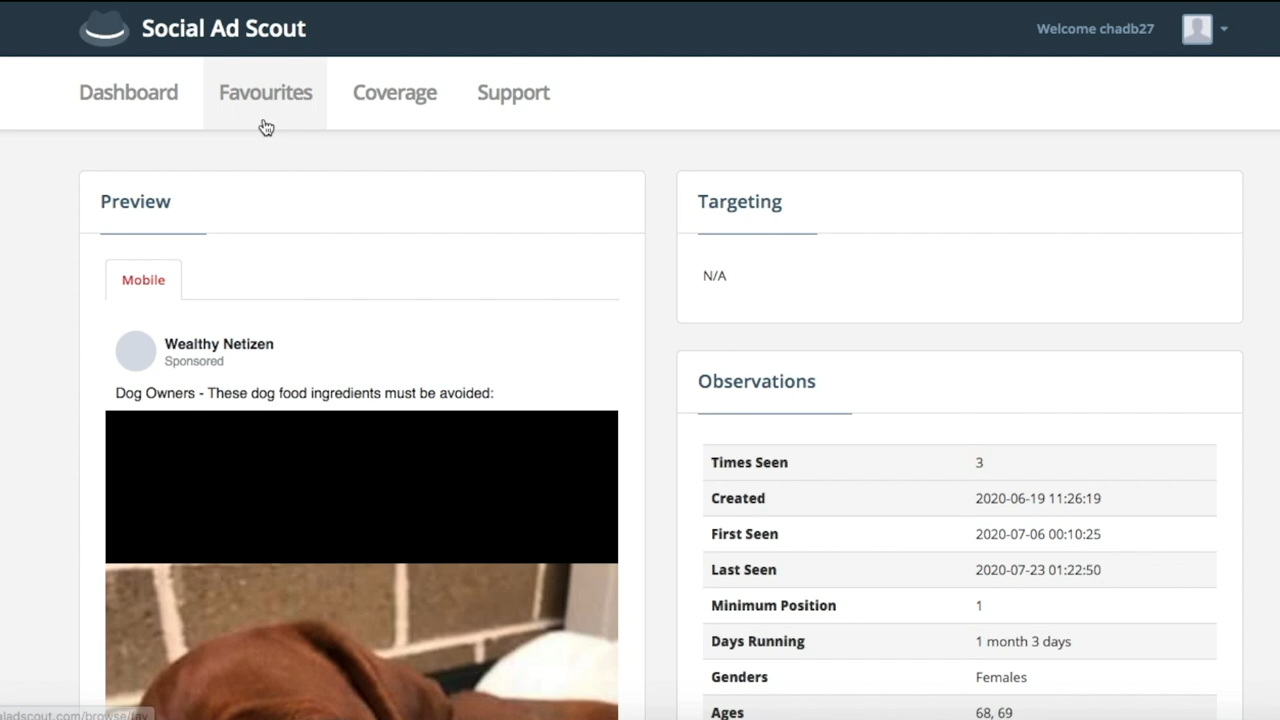 Social Ad Scout
Welcome chadb27
Dashboard Favourites Coverage Support
Preview
Mobile
Wealthy Netizen
Sponsored
Dog Owners - These dog food ingredients must be avoided:
Targeting
N/A
Observations
Times Seen 3
Created 2020-06-19 11:26:19
First Seen 2020-07-06 00:10:25
Last Seen 2020-07-23 01:22:50
Minimum Position 1
Days Running 1 month 3 days
Genders Females
Ages 68, 69